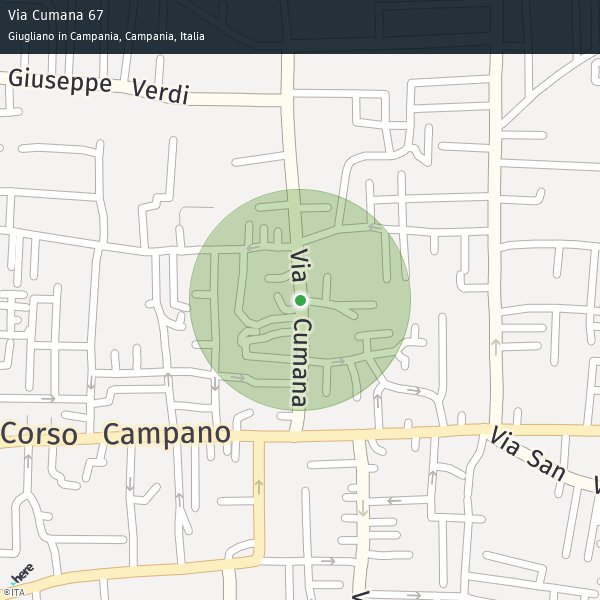 Via Cumana 67
Giugliano in Campania, Campania, Italia
Giuseppe Verdi
Via Cumana
Corso Campano
Via San V
V
here
©ITA